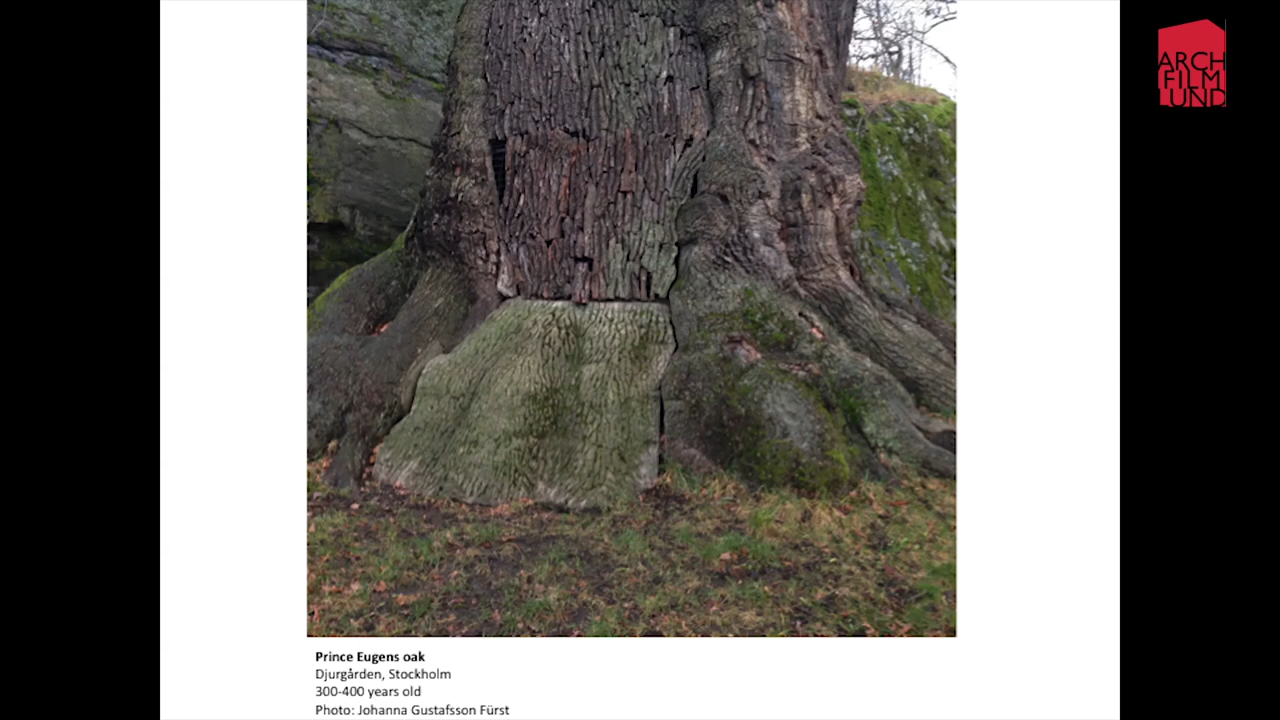 ARCH
FILM
LUND
Prince Eugens oak
Djurgården, Stockholm
300-400 years old
Photo: Johanna Gustafsson Fürst